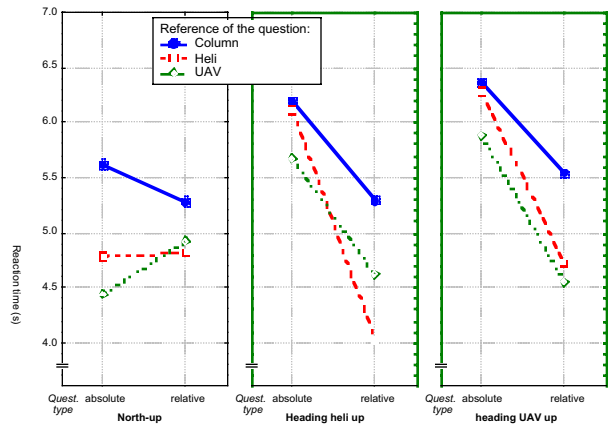 7.0
6.5
6.0
5.5
5.0
4.5
4.0
Reaction time (s)
Reference of the question:
Column
Heli
UAV
Quest. type absolute relative
North-up
Quest. type absolute relative
Heading heli up
Quest. type absolute relative
heading UAV up